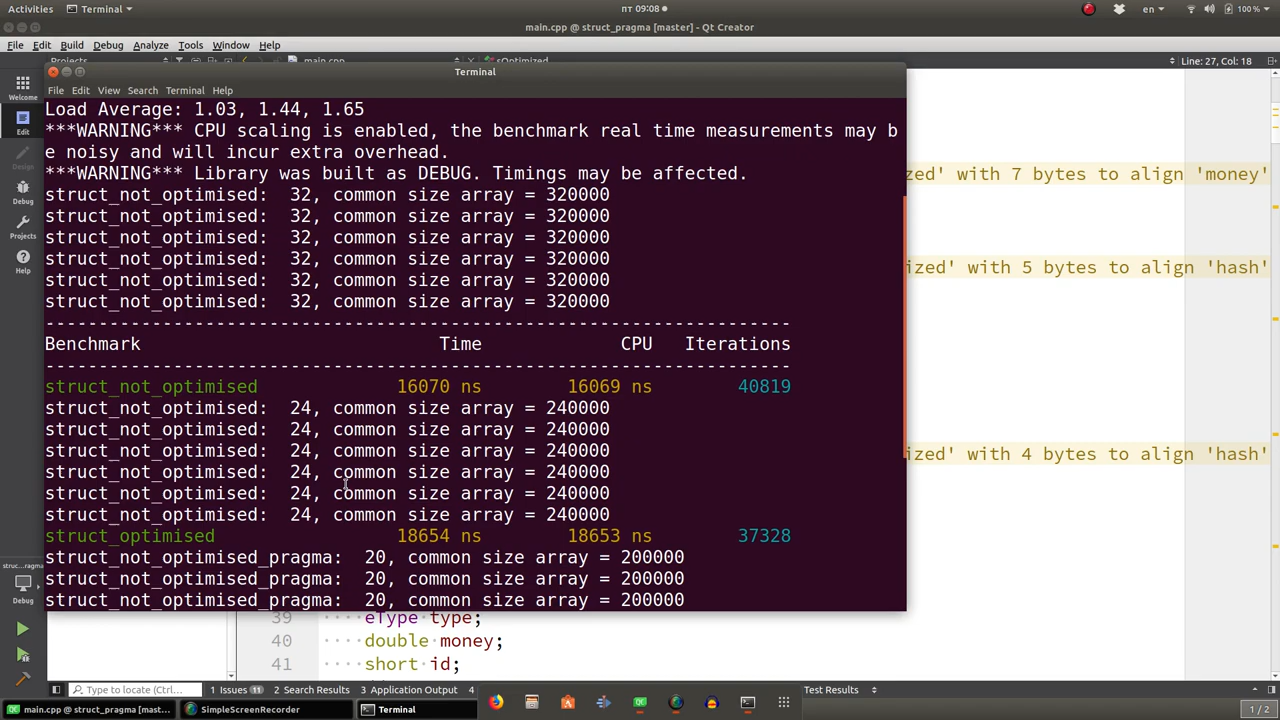 Activities
Terminal
пт 09:08
en
100 %
main.cpp @ struct_pragma [master] - Qt Creator
File Edit Build Debug Analyze Tools Window Help
Projects
main.cpp
sOptimized
Line: 27, Col: 18
Terminal
Welcome
File Edit View Search Terminal Help
Load Average: 1.03, 1.44, 1.65
Edit
***WARNING*** CPU scaling is enabled, the benchmark real time measurements may b
e noisy and will incur extra overhead.
Design
***WARNING*** Library was built as DEBUG. Timings may be affected.
zed' with 7 bytes to align 'money'
struct_not_optimised: 32, common size array = 320000
Debug
struct_not_optimised: 32, common size array = 320000
struct_not_optimised: 32, common size array = 320000
Projects
struct_not_optimised: 32, common size array = 320000
ized' with 5 bytes to align 'hash'
Help
struct_not_optimised: 32, common size array = 320000
struct_not_optimised: 32, common size array = 320000
----------------------------------------------------------------------
Benchmark Time CPU Iterations
----------------------------------------------------------------------
struct_not_optimised 16070 ns 16069 ns 40819
struct_not_optimised: 24, common size array = 240000
struct_not_optimised: 24, common size array = 240000
struct_not_optimised: 24, common size array = 240000
ized' with 4 bytes to align 'hash'
struct_not_optimised: 24, common size array = 240000
struct_not_optimised: 24, common size array = 240000
struct_not_optimised: 24, common size array = 240000
struct_optimised 18654 ns 18653 ns 37328
struct_not_optimised_pragma: 20, common size array = 200000
struc...ragma
struct_not_optimised_pragma: 20, common size array = 200000
Debug
struct_not_optimised_pragma: 20, common size array = 200000
39 ····eType·type;
40 ····double·money;
41 ····short·id;
Type to locate (Ctrl+...
1 Issues 11
2 Search Results
3 Application Output
4
Test Results
main.cpp @ struct_pragma [mast...
SimpleScreenRecorder
Terminal
1 / 2